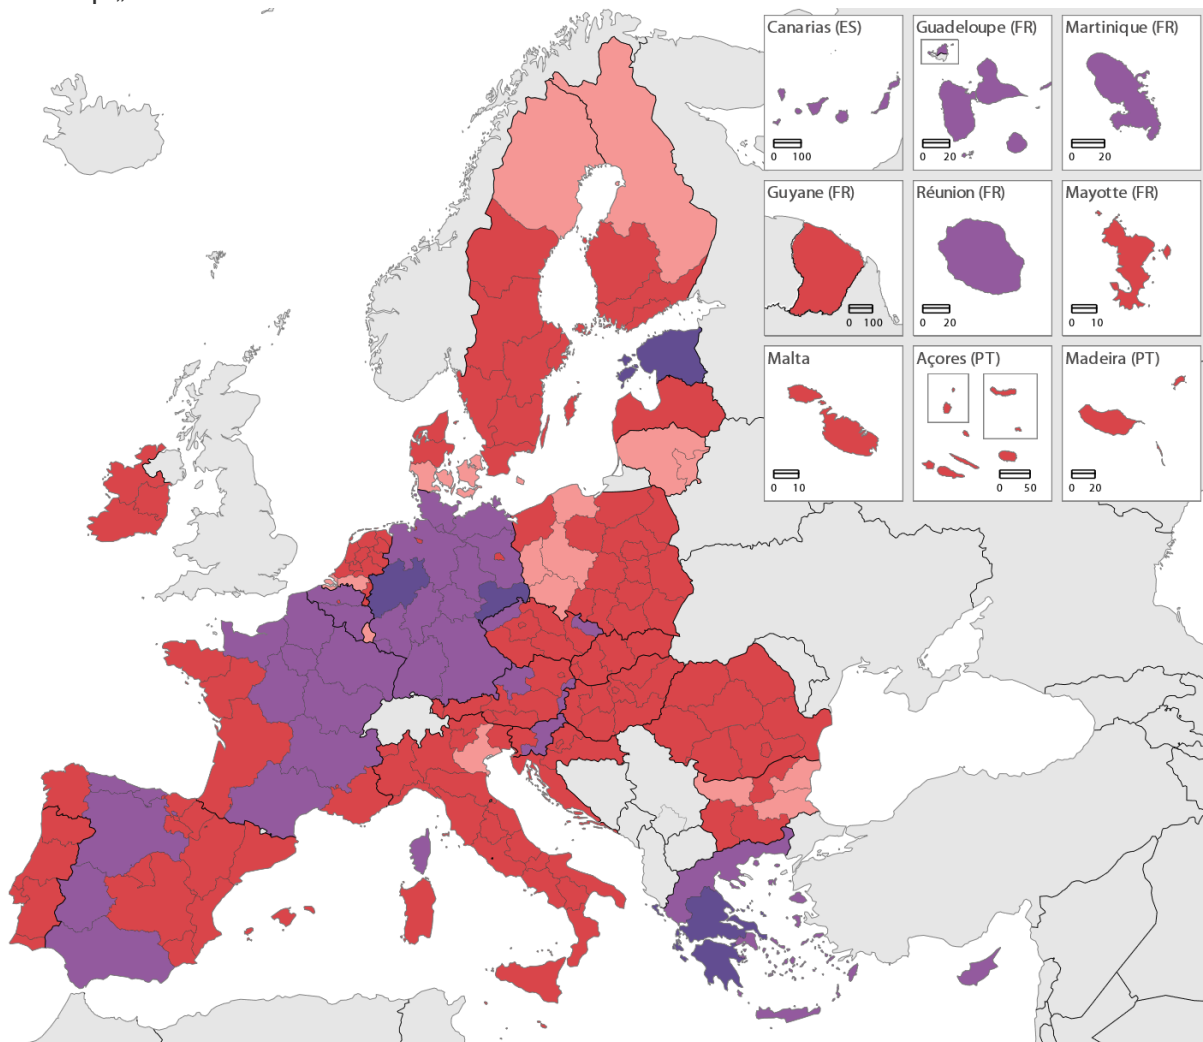 Canarias (ES)
0 100
Guadeloupe (FR)
0 20
Martinique (FR)
0 20
Guyane (FR)
0 100
Réunion (FR)
0 20
Mayotte (FR)
0 10
Malta
0 10
Açores (PT)
0 50
Madeira (PT)
0 20